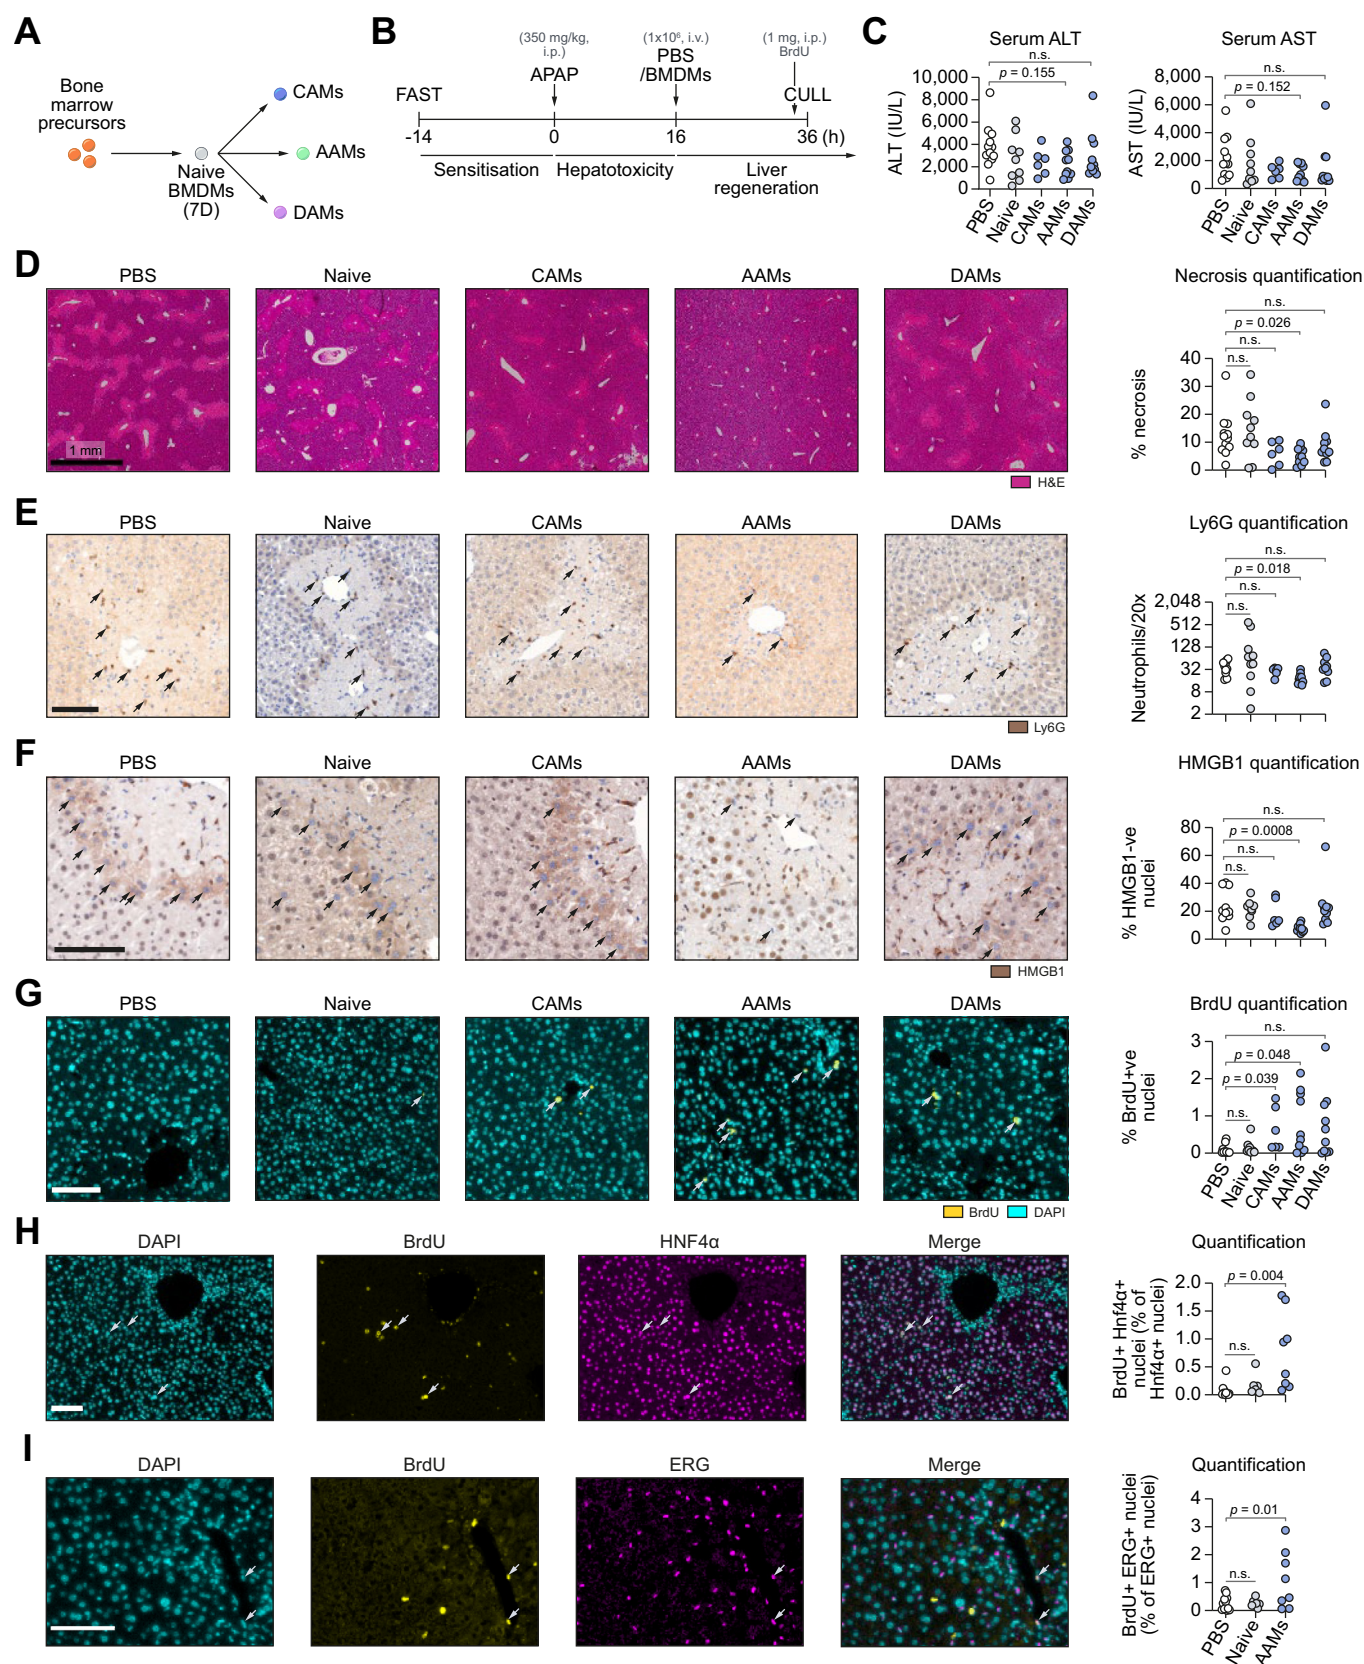 A
Bone
marrow
precursors
Naive
BMDMs
(7D)
CAMs
AAMs
DAMs
B
(350 mg/kg,
i.p.)
APAP
(1x10⁶, i.v.)
PBS
/BMDMs
(1 mg, i.p.)
BrdU
FAST
CULL
-14
0
16
36 (h)
Sensitisation
Hepatotoxicity
Liver
regeneration
C
Serum ALT
n.s.
p = 0.155
ALT (IU/L)
10,000
8,000
6,000
4,000
2,000
0
PBS
Naive
CAMs
AAMs
DAMs
Serum AST
n.s.
p = 0.152
AST (IU/L)
8,000
6,000
4,000
2,000
0
PBS
Naive
CAMs
AAMs
DAMs
D
PBS
Naive
CAMs
AAMs
DAMs
1 mm
H&E
Necrosis quantification
n.s.
p = 0.026
n.s.
n.s.
% necrosis
40
30
20
10
0
E
PBS
Naive
CAMs
AAMs
DAMs
Ly6G
Ly6G quantification
n.s.
p = 0.018
n.s.
n.s.
Neutrophils/20x
2,048
512
128
32
8
2
F
PBS
Naive
CAMs
AAMs
DAMs
HMGB1
HMGB1 quantification
n.s.
p = 0.0008
n.s.
n.s.
% HMGB1-ve
nuclei
80
60
40
20
0
G
PBS
Naive
CAMs
AAMs
DAMs
BrdU
DAPI
BrdU quantification
n.s.
p = 0.048
p = 0.039
n.s.
% BrdU+ve
nuclei
3
2
1
0
PBS
Naive
CAMs
AAMs
DAMs
H
DAPI
BrdU
HNF4α
Merge
Quantification
p = 0.004
n.s.
BrdU+ Hnf4α+
nuclei (% of
Hnf4α+ nuclei)
2.0
1.5
1.0
0.5
0.0
I
DAPI
BrdU
ERG
Merge
Quantification
p = 0.01
n.s.
BrdU+ ERG+ nuclei
(% of ERG+ nuclei)
4
3
2
1
0
PBS
Naive
AAMs